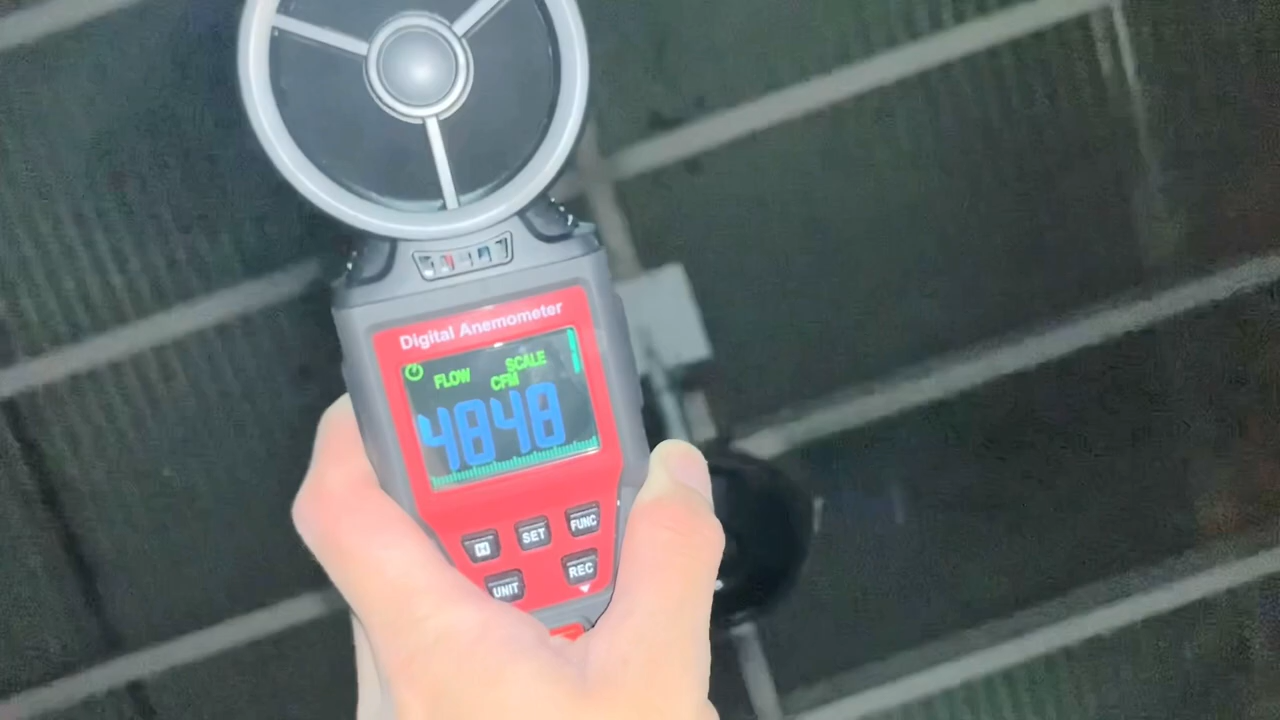 Digital Anemometer
FLOW SCALE
CFM
4848
H SET FUNC
UNIT REC